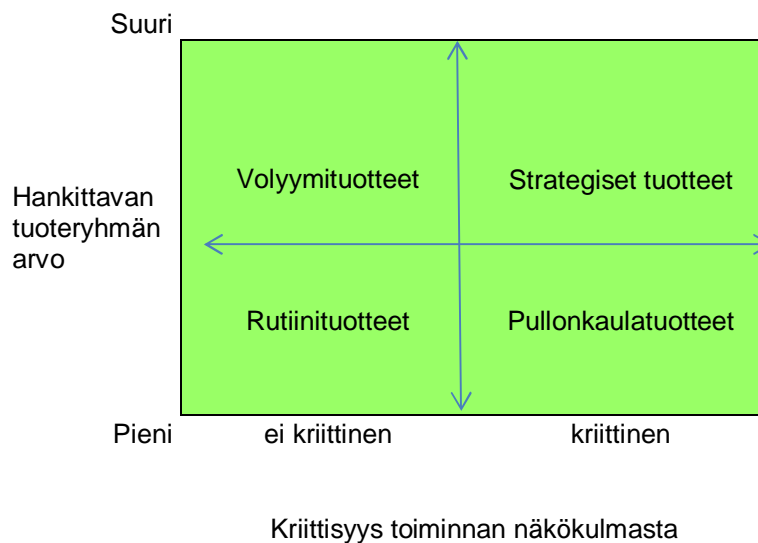 Suuri
Volyymituotteet
Strategiset tuotteet
Hankittavan
tuoteryhmän
arvo
Rutiinituotteet
Pullonkaulatuotteet
Pieni
ei kriittinen
kriittinen
Kriittisyys toiminnan näkökulmasta